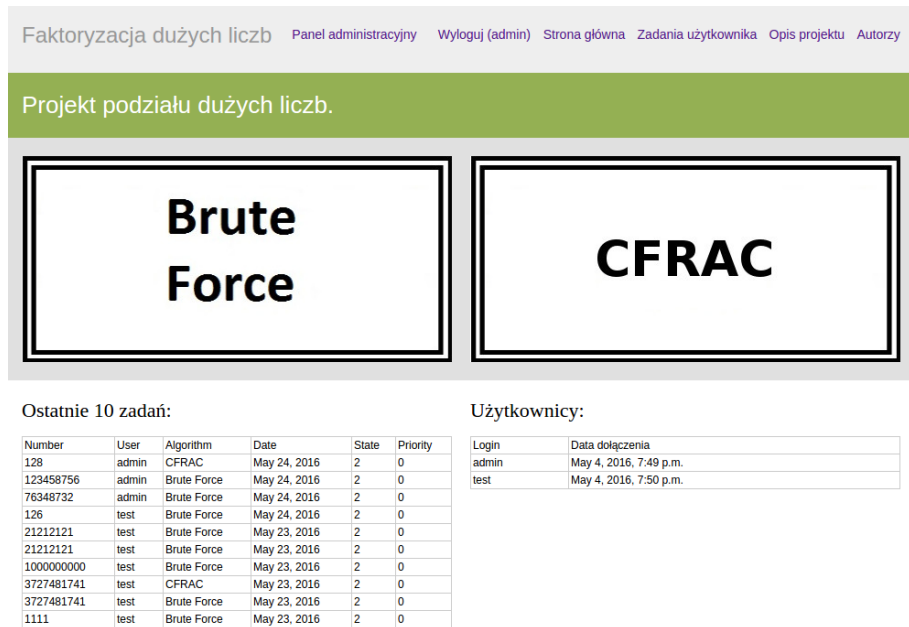 Faktoryzacja dużych liczb Panel administracyjny Wyloguj (admin) Strona główna Zadania użytkownika Opis projektu Autorzy
Projekt podziału dużych liczb.
Brute
Force
CFRAC
Ostatnie 10 zadań:
Number User Algorithm Date State Priority
128 admin CFRAC May 24, 2016 2 0
123458756 admin Brute Force May 24, 2016 2 0
76348732 admin Brute Force May 24, 2016 2 0
126 test Brute Force May 24, 2016 2 0
21212121 test Brute Force May 23, 2016 2 0
21212121 test Brute Force May 23, 2016 2 0
1000000000 test Brute Force May 23, 2016 2 0
3727481741 test CFRAC May 23, 2016 2 0
3727481741 test Brute Force May 23, 2016 2 0
1111 test Brute Force May 23, 2016 2 0
Użytkownicy:
Login Data dołączenia
admin May 4, 2016, 7:49 p.m.
test May 4, 2016, 7:50 p.m.